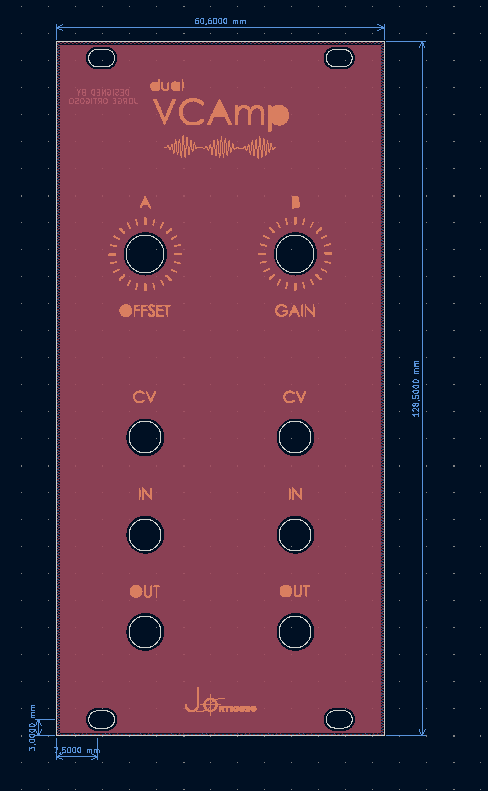 60,6000 mm
dual
DESIGNED BY
JORGE ORTIGOSO
VCAmp
A B
OFFSET GAIN
128,5000 mm
CV CV
IN IN
OUT OUT
3,0000 mm
7,5000 mm